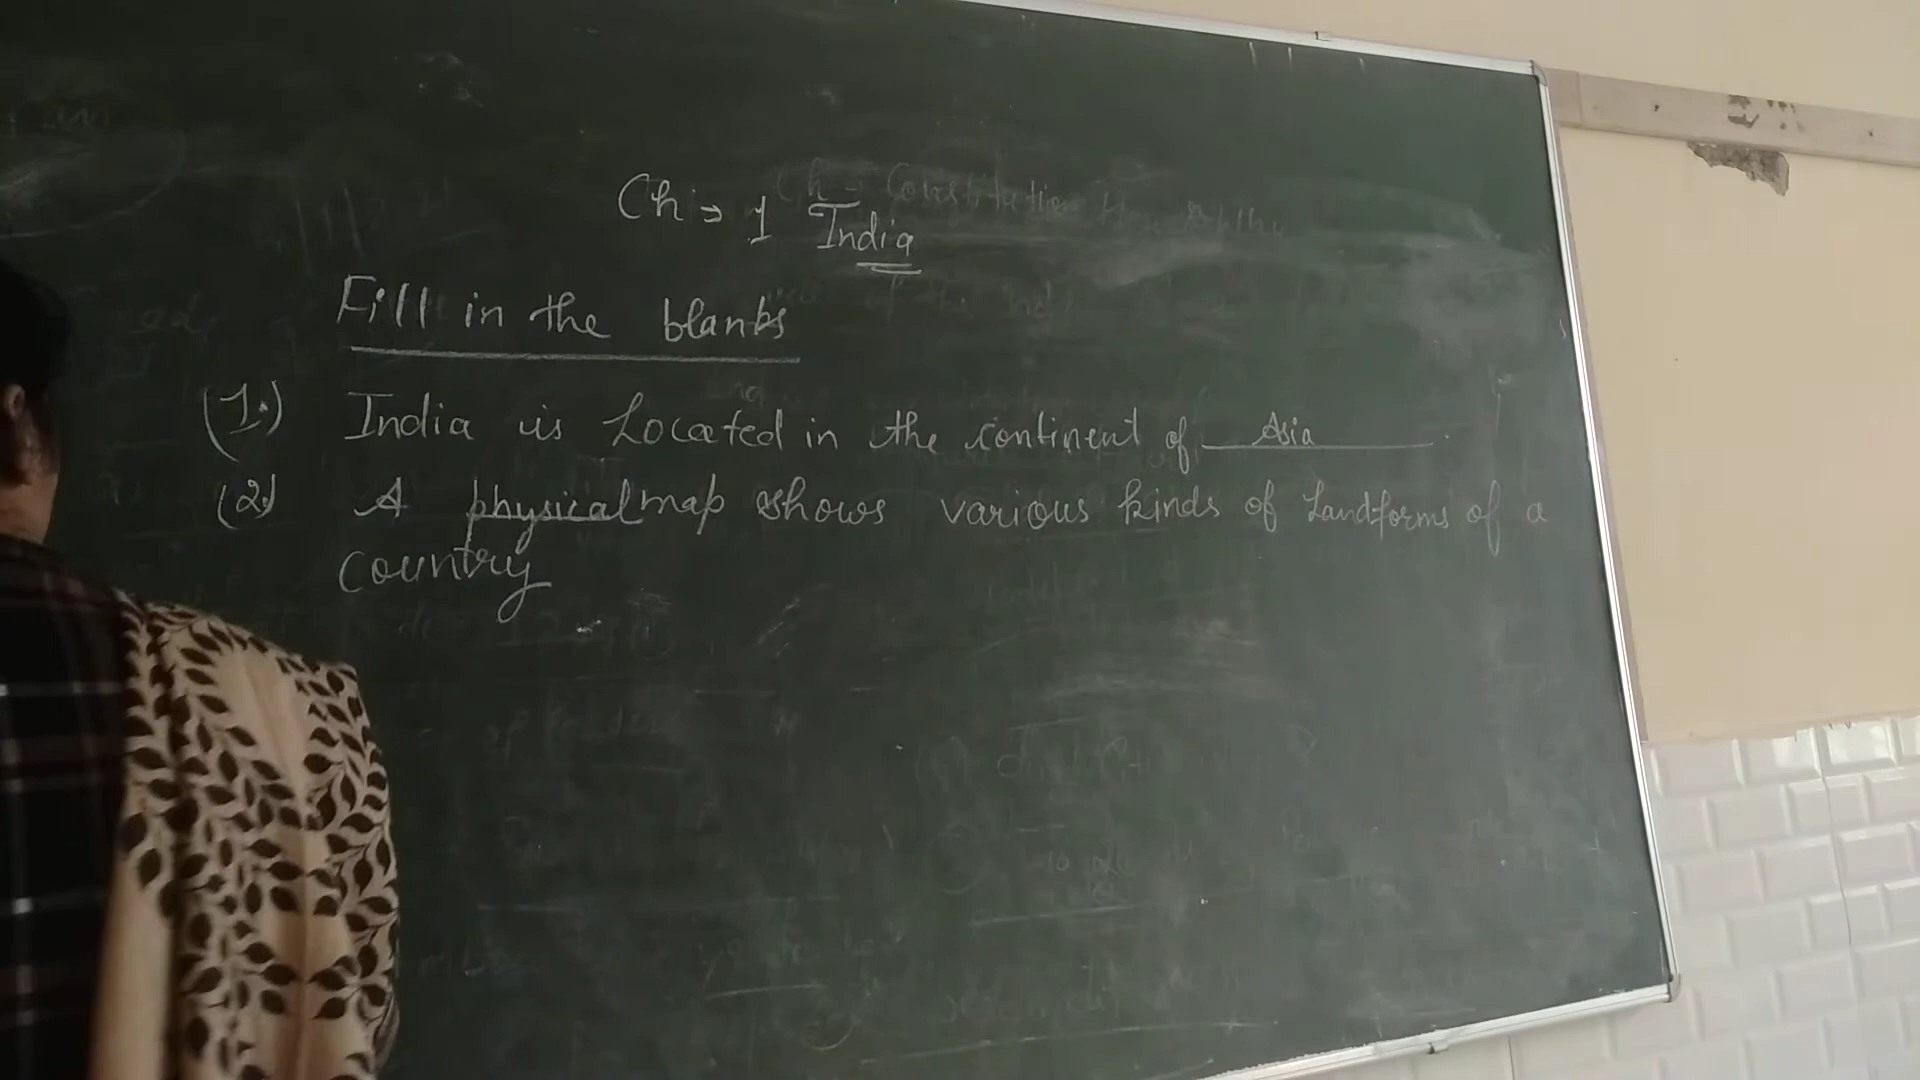 Ch → 1 India
Fill in the blanks
(1.) India is Located in the continent of Asia.
(2) A physical map shows various kinds of Landforms of a
country